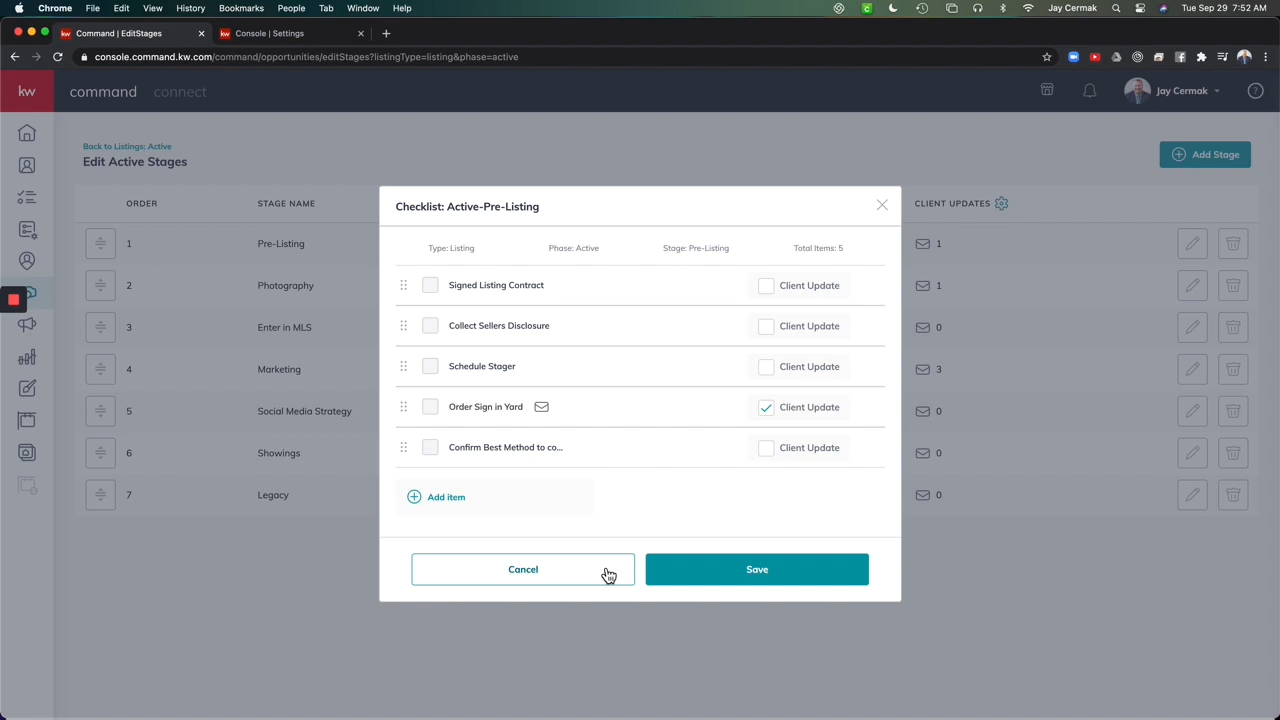 Chrome File Edit View History Bookmarks People Tab Window Help Jay Cermak Tue Sep 29 7:52 AM
Command | EditStages Console | Settings
console.command.kw.com/command/opportunities/editStages?listingType=listing&phase=active
kw command connect Jay Cermak
Back to Listings: Active
Edit Active Stages
Add Stage
ORDER STAGE NAME CLIENT UPDATES
1 Pre-Listing 1
2 Photography 1
3 Enter in MLS 0
4 Marketing 3
5 Social Media Strategy 0
6 Showings 0
7 Legacy 0
Checklist: Active-Pre-Listing
Type: Listing Phase: Active Stage: Pre-Listing Total Items: 5
Signed Listing Contract Client Update
Collect Sellers Disclosure Client Update
Schedule Stager Client Update
Order Sign in Yard Client Update
Confirm Best Method to co... Client Update
Add item
Cancel Save